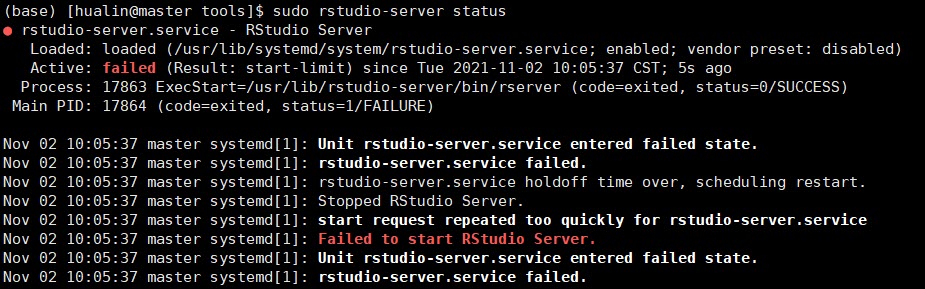 (base) [hualin@master tools]$ sudo rstudio-server status
● rstudio-server.service - RStudio Server
   Loaded: loaded (/usr/lib/systemd/system/rstudio-server.service; enabled; vendor preset: disabled)
   Active: failed (Result: start-limit) since Tue 2021-11-02 10:05:37 CST; 5s ago
  Process: 17863 ExecStart=/usr/lib/rstudio-server/bin/rserver (code=exited, status=0/SUCCESS)
 Main PID: 17864 (code=exited, status=1/FAILURE)

Nov 02 10:05:37 master systemd[1]: Unit rstudio-server.service entered failed state.
Nov 02 10:05:37 master systemd[1]: rstudio-server.service failed.
Nov 02 10:05:37 master systemd[1]: rstudio-server.service holdoff time over, scheduling restart.
Nov 02 10:05:37 master systemd[1]: Stopped RStudio Server.
Nov 02 10:05:37 master systemd[1]: start request repeated too quickly for rstudio-server.service
Nov 02 10:05:37 master systemd[1]: Failed to start RStudio Server.
Nov 02 10:05:37 master systemd[1]: Unit rstudio-server.service entered failed state.
Nov 02 10:05:37 master systemd[1]: rstudio-server.service failed.